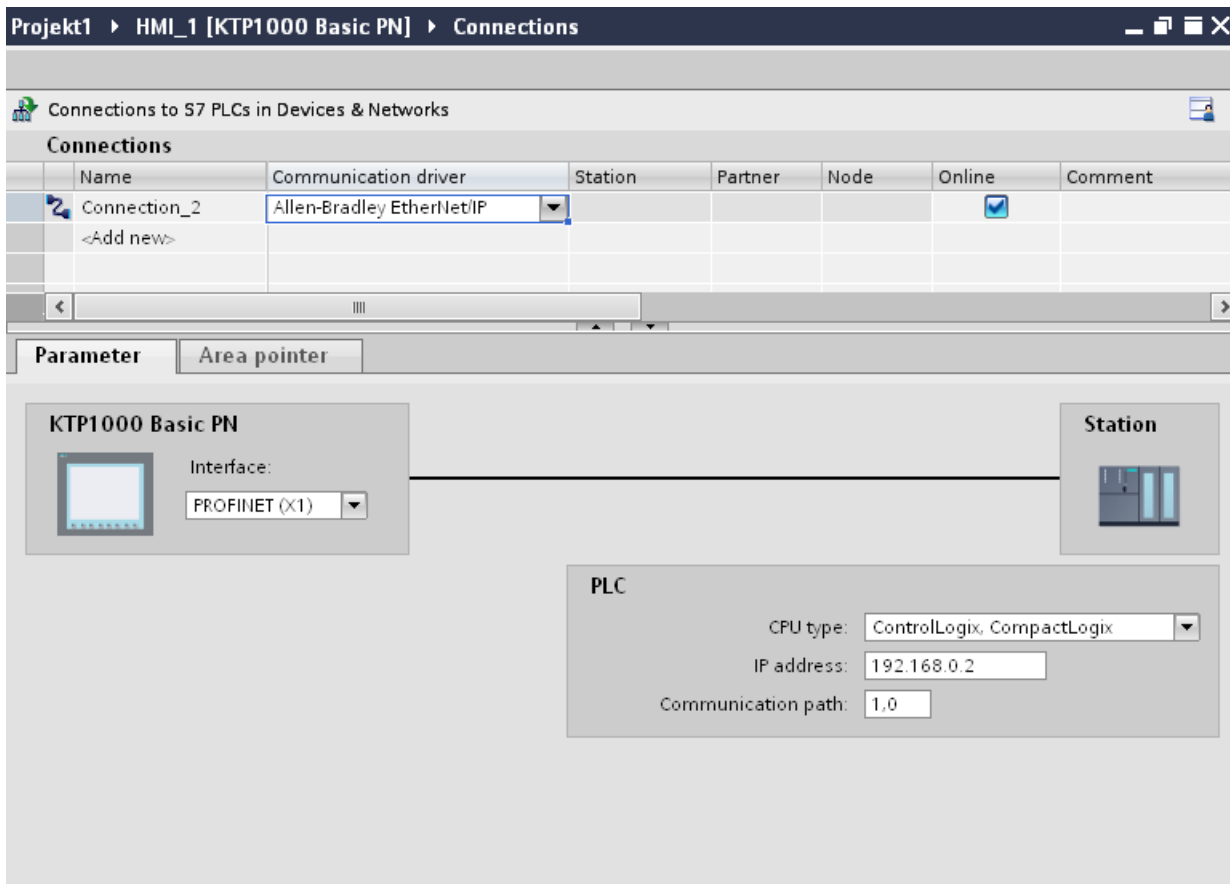 Projekt1 ▸ HMI_1 [KTP1000 Basic PN] ▸ Connections
Connections to S7 PLCs in Devices & Networks
Connections
Name Communication driver Station Partner Node Online Comment
Connection_2 Allen-Bradley EtherNet/IP
<Add new>
Parameter Area pointer
KTP1000 Basic PN
Station
Interface:
PROFINET (X1)
PLC
CPU type: ControlLogix, CompactLogix
IP address: 192.168.0.2
Communication path: 1,0